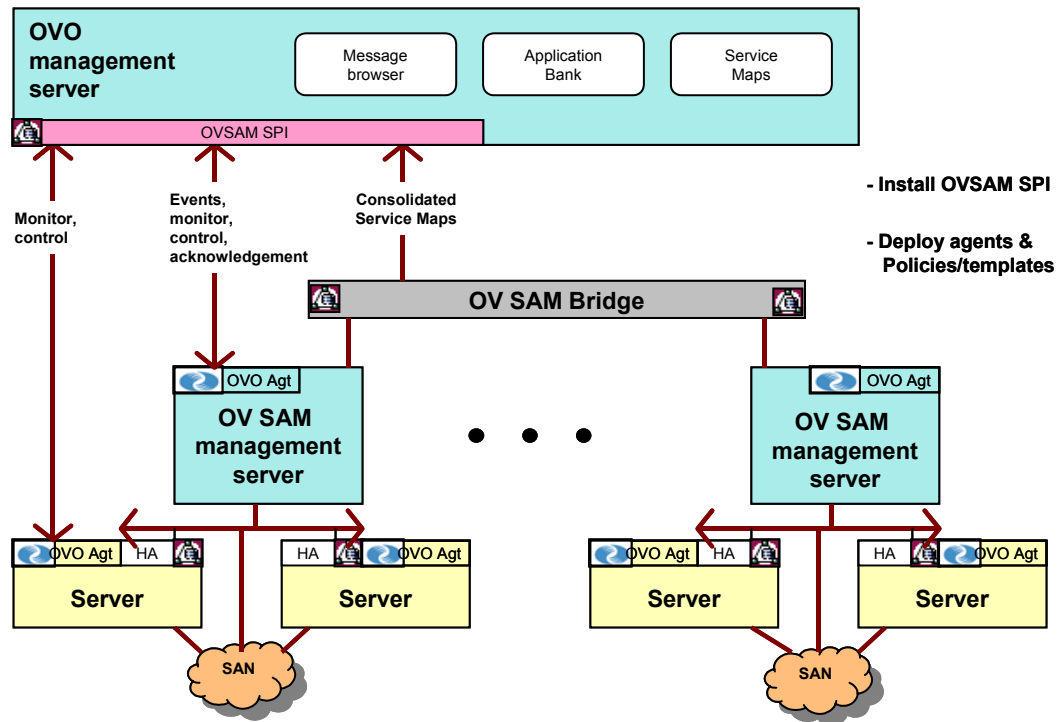 OVO
management
server
Message
browser
Application
Bank
Service
Maps
OVSAM SPI
Monitor,
control
Events,
monitor,
control,
acknowledgement
Consolidated
Service Maps
- Install OVSAM SPI
- Deploy agents &
Policies/templates
OV SAM Bridge
OVO Agt
OV SAM
management
server
OVO Agt
OV SAM
management
server
OVO Agt
HA
Server
HA
OVO Agt
Server
OVO Agt
HA
Server
HA
OVO Agt
Server
SAN
SAN